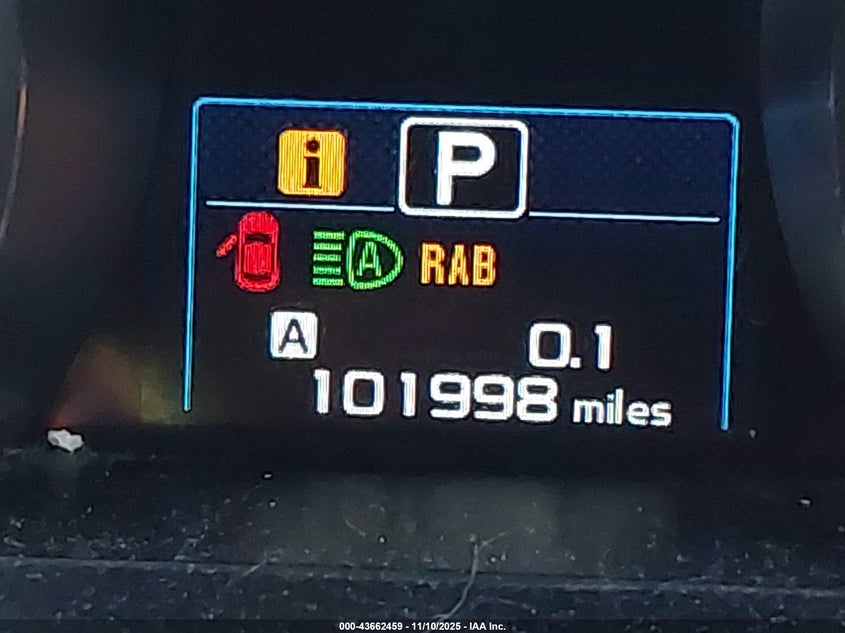 i P
A RAB
A 0.1
101998 miles
000-43662459 - 11/10/2025 - IAA Inc.